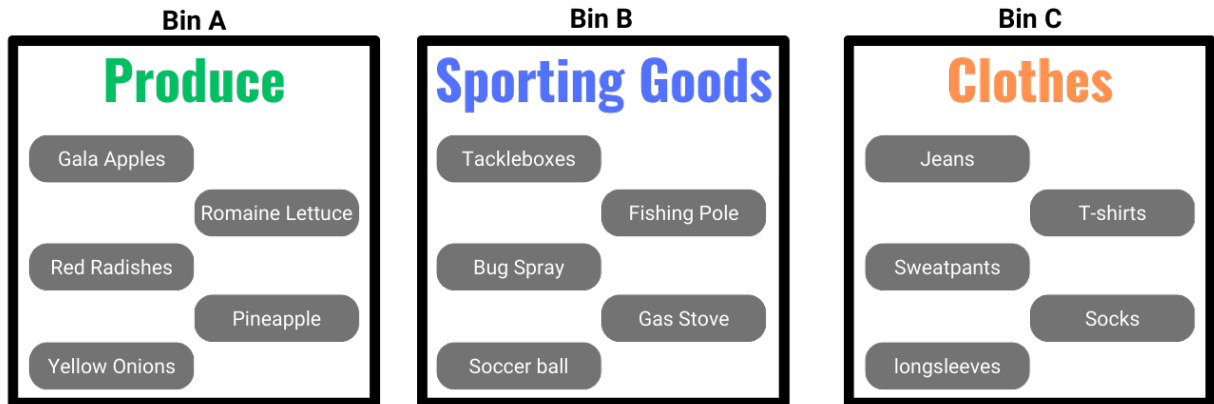 Bin A
Produce
Gala Apples
Romaine Lettuce
Red Radishes
Pineapple
Yellow Onions
Bin B
Sporting Goods
Tackleboxes
Fishing Pole
Bug Spray
Gas Stove
Soccer ball
Bin C
Clothes
Jeans
T-shirts
Sweatpants
Socks
longsleeves